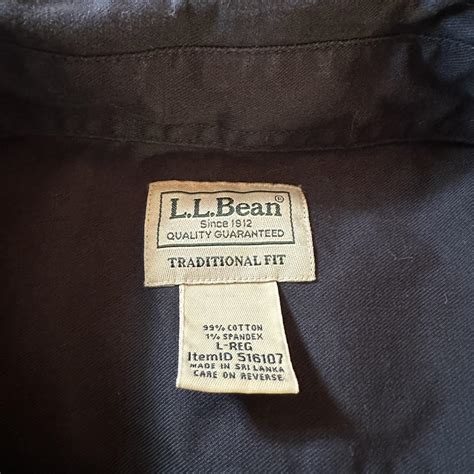 L.L.Bean®
Since 1912
QUALITY GUARANTEED
TRADITIONAL FIT
99% COTTON
1% SPANDEX
L-REG
ItemID 516107
MADE IN SRI LANKA
CARE ON REVERSE